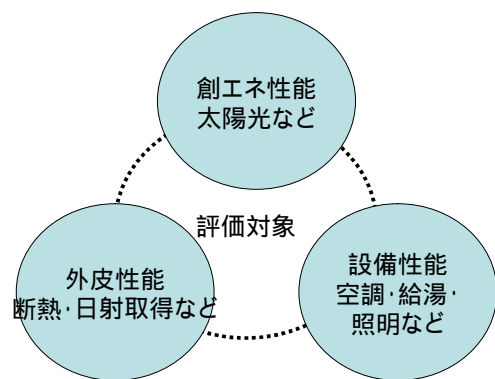 創エネ性能
太陽光など
評価対象
外皮性能
断熱･日射取得など
設備性能
空調･給湯･
照明など